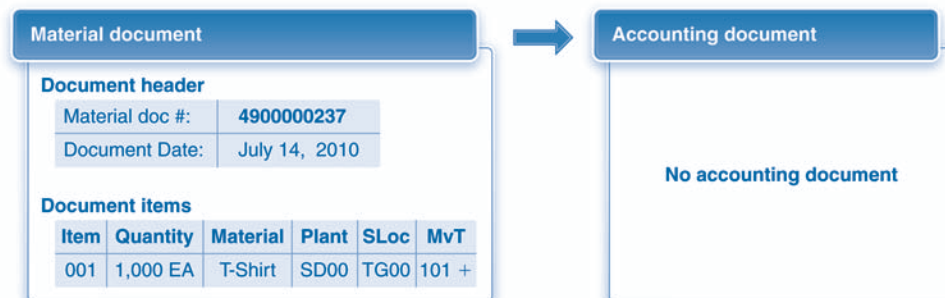 Material document
Document header
Material doc #: 4900000237
Document Date: July 14, 2010
Document items
Item Quantity Material Plant SLoc MvT
001 1,000 EA T-Shirt SD00 TG00 101 +
Accounting document
No accounting document